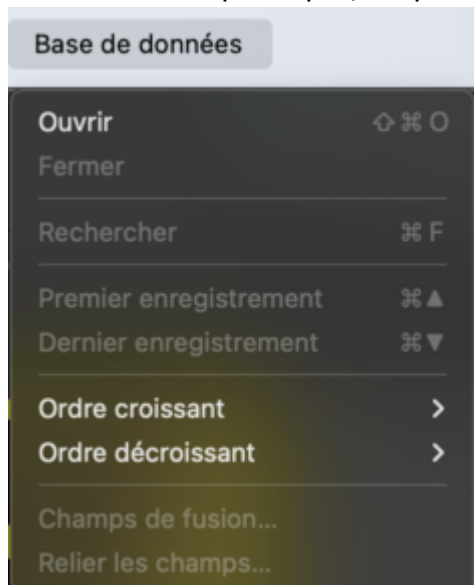 Base de données
Ouvrir ⇧ ⌘ O
Fermer
Rechercher ⌘ F
Premier enregistrement ⌘ ▲
Dernier enregistrement ⌘ ▼
Ordre croissant >
Ordre décroissant >
Champs de fusion...
Relier les champs...